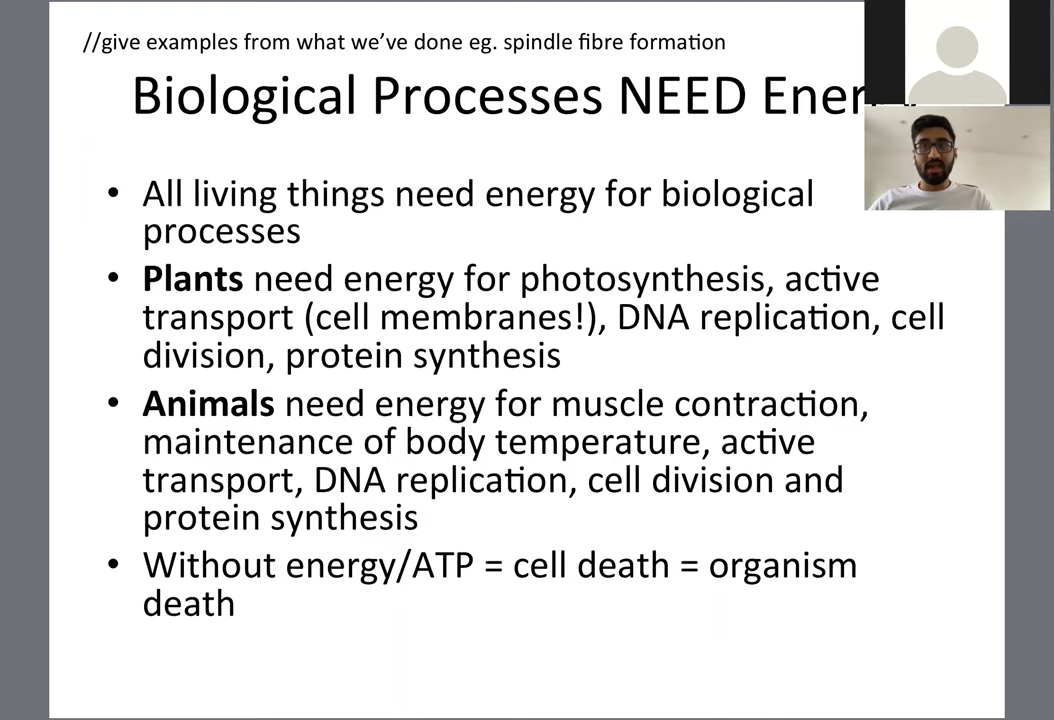 //give examples from what we've done eg. spindle fibre formation
Biological Processes NEED
• All living things need energy for biological
processes
• Plants need energy for photosynthesis, active
transport (cell membranes!), DNA replication, cell
division, protein synthesis
• Animals need energy for muscle contraction,
maintenance of body temperature, active
transport, DNA replication, cell division and
protein synthesis
• Without energy/ATP = cell death = organism
death